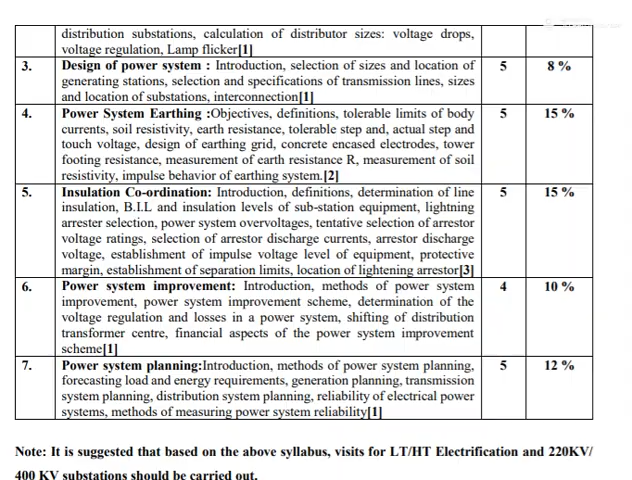 distribution substations, calculation of distributor sizes: voltage drops,
voltage regulation, Lamp flicker[1]
3. Design of power system : Introduction, selection of sizes and location of 5 8 %
generating stations, selection and specifications of transmission lines, sizes
and location of substations, interconnection[1]
4. Power System Earthing :Objectives, definitions, tolerable limits of body 5 15 %
currents, soil resistivity, earth resistance, tolerable step and, actual step and
touch voltage, design of earthing grid, concrete encased electrodes, tower
footing resistance, measurement of earth resistance R, measurement of soil
resistivity, impulse behavior of earthing system.[2]
5. Insulation Co-ordination: Introduction, definitions, determination of line 5 15 %
insulation, B.I.L and insulation levels of sub-station equipment, lightning
arrester selection, power system overvoltages, tentative selection of arrestor
voltage ratings, selection of arrestor discharge currents, arrestor discharge
voltage, establishment of impulse voltage level of equipment, protective
margin, establishment of separation limits, location of lightening arrestor[3]
6. Power system improvement: Introduction, methods of power system 4 10 %
improvement, power system improvement scheme, determination of the
voltage regulation and losses in a power system, shifting of distribution
transformer centre, financial aspects of the power system improvement
scheme[1]
7. Power system planning:Introduction, methods of power system planning, 5 12 %
forecasting load and energy requirements, generation planning, transmission
system planning, distribution system planning, reliability of electrical power
systems, methods of measuring power system reliability[1]
Note: It is suggested that based on the above syllabus, visits for LT/HT Electrification and 220KV/
400 KV substations should be carried out.